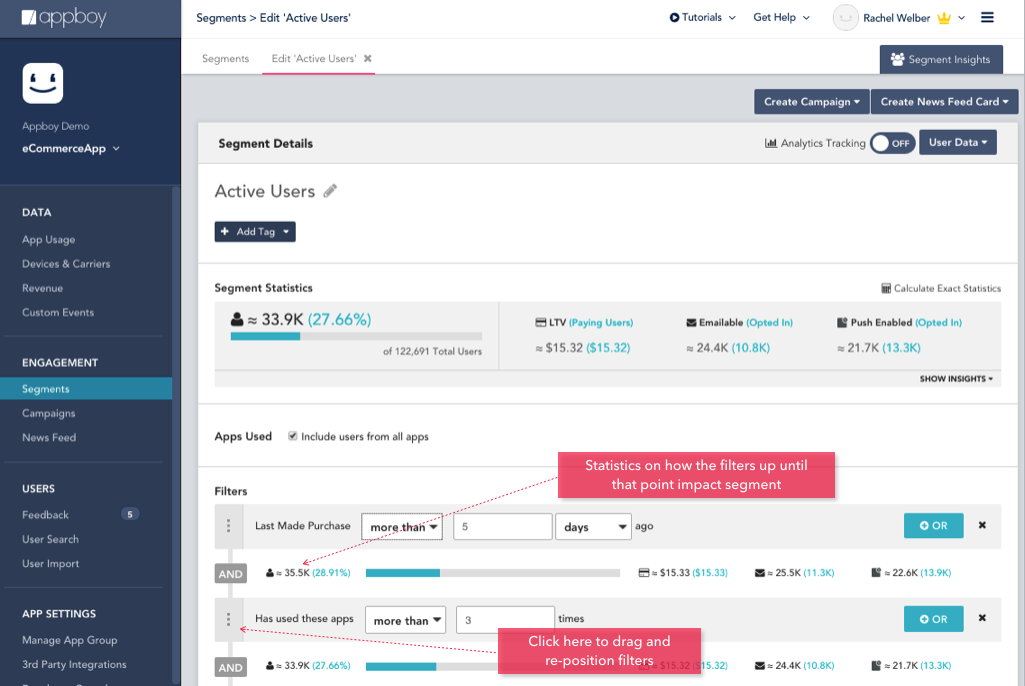 appboy
Segments > Edit 'Active Users'
Tutorials
Get Help
Rachel Welber
Segments
Edit 'Active Users'
Segment Insights
Appboy Demo
eCommerceApp
Create Campaign
Create News Feed Card
Segment Details
Analytics Tracking
OFF
User Data
Active Users
+ Add Tag
DATA
App Usage
Devices & Carriers
Revenue
Custom Events
ENGAGEMENT
Segments
Campaigns
News Feed
USERS
Feedback 5
User Search
User Import
APP SETTINGS
Manage App Group
3rd Party Integrations
Segment Statistics
Calculate Exact Statistics
≈ 33.9K (27.66%)
of 122,691 Total Users
LTV (Paying Users)
≈ $15.32 ($15.32)
Emailable (Opted In)
≈ 24.4K (10.8K)
Push Enabled (Opted In)
≈ 21.7K (13.3K)
SHOW INSIGHTS
Apps Used
Include users from all apps
Statistics on how the filters up until
that point impact segment
Filters
Last Made Purchase more than 5 days ago
OR
AND ≈ 35.5K (28.91%) ≈ $15.33 ($15.33) ≈ 25.5K (11.3K) ≈ 22.6K (13.9K)
Has used these apps more than 3 times
OR
Click here to drag and
re-position filters
AND ≈ 33.9K (27.66%) ≈ $15.32 ($15.32) ≈ 24.4K (10.8K) ≈ 21.7K (13.3K)